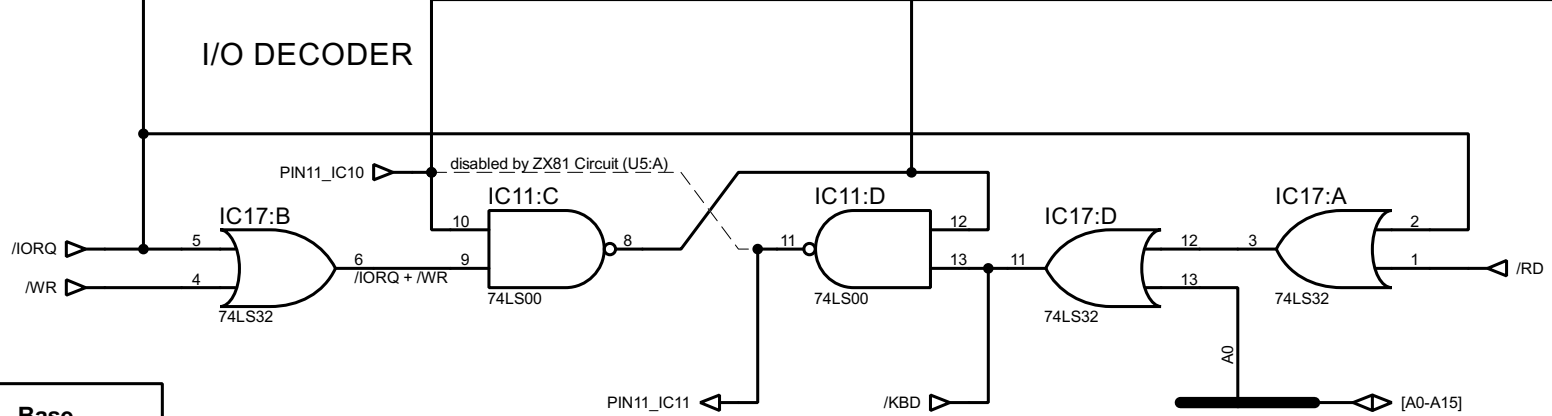 I/O DECODER
disabled by ZX81 Circuit (U5:A)
PIN11_IC10
IC11:C
IC11:D
IC17:A
IC17:B
IC17:D
10
12
2
/IORQ
5
8
11
12
3
6
9
13
11
1
/RD
/IORQ + /WR
/WR
4
13
74LS00
74LS00
74LS32
74LS32
74LS32
A0
PIN11_IC11
/KBD
[A0-A15]
Base